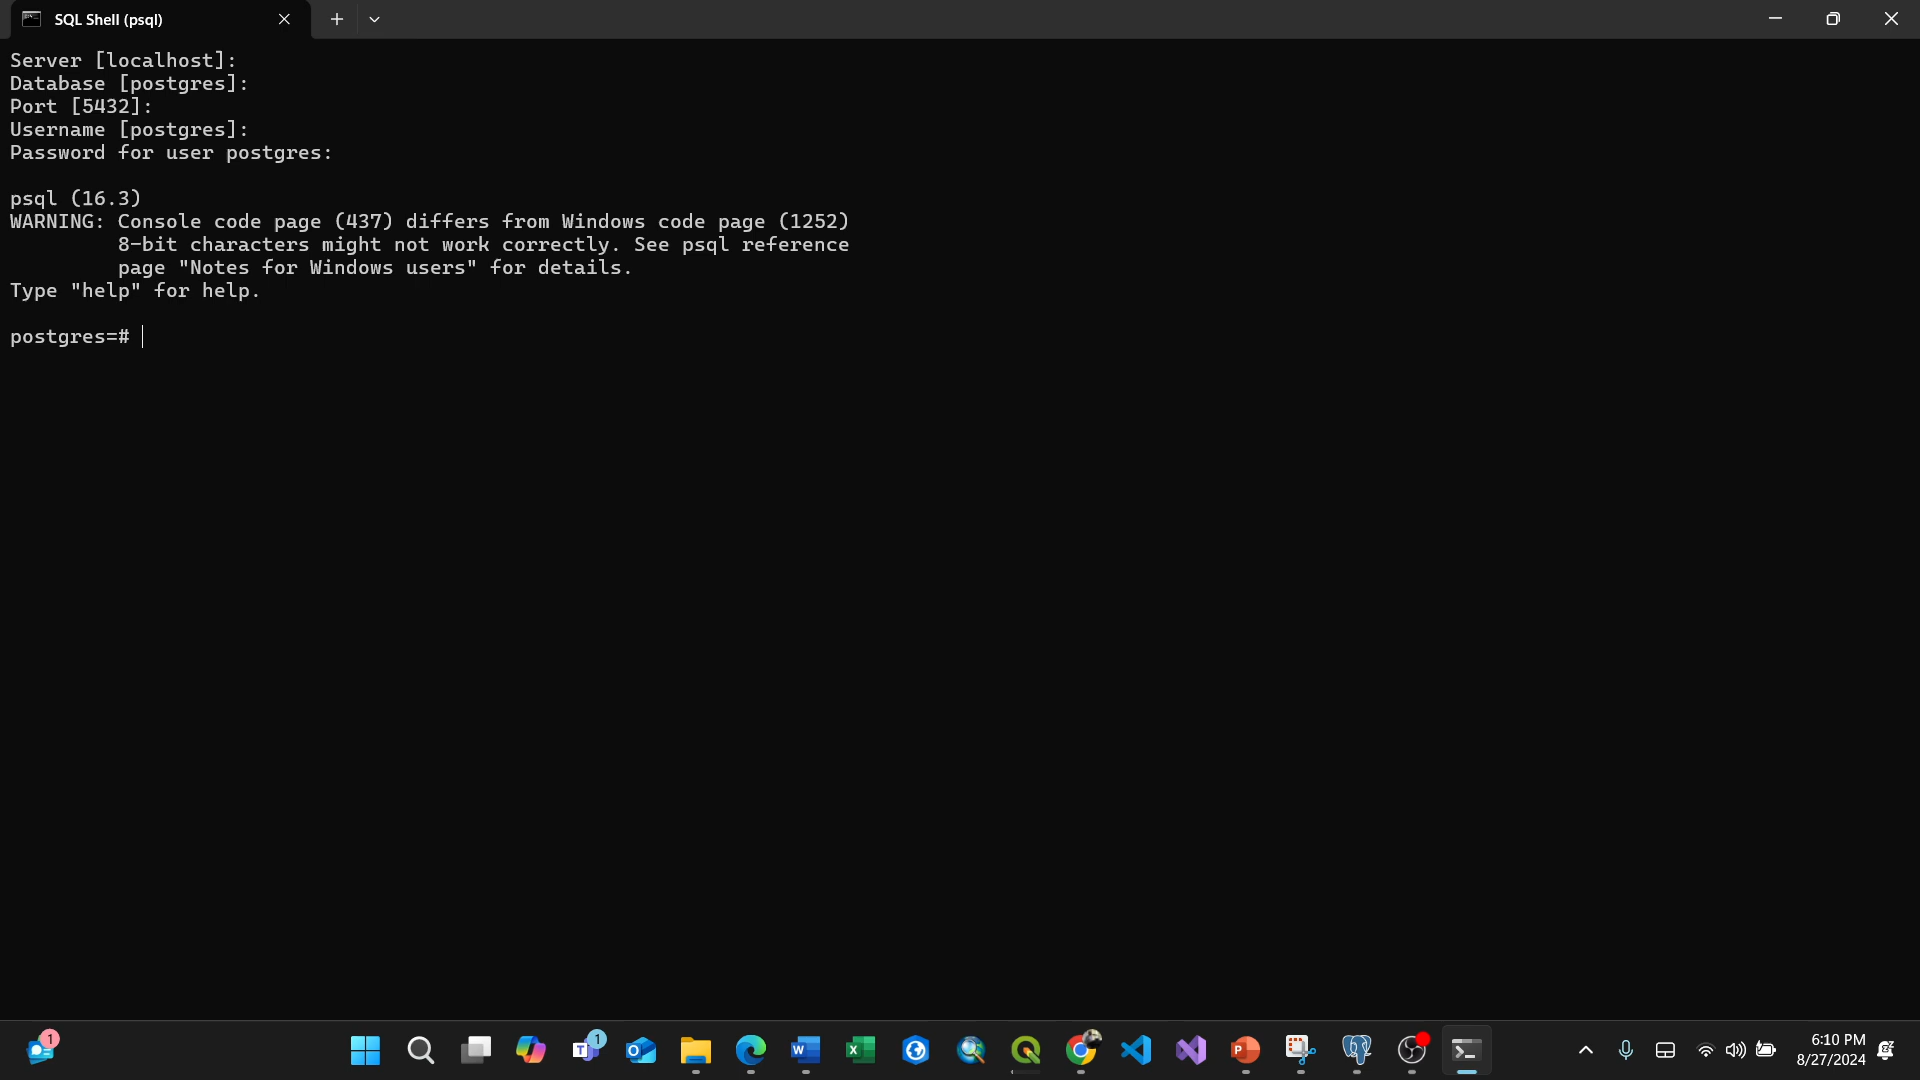 SQL Shell (psql)
Server [localhost]:
Database [postgres]:
Port [5432]:
Username [postgres]:
Password for user postgres:
psql (16.3)
WARNING: Console code page (437) differs from Windows code page (1252)
8-bit characters might not work correctly. See psql reference
page "Notes for Windows users" for details.
Type "help" for help.
postgres=#
1
1
6:10 PM
8/27/2024